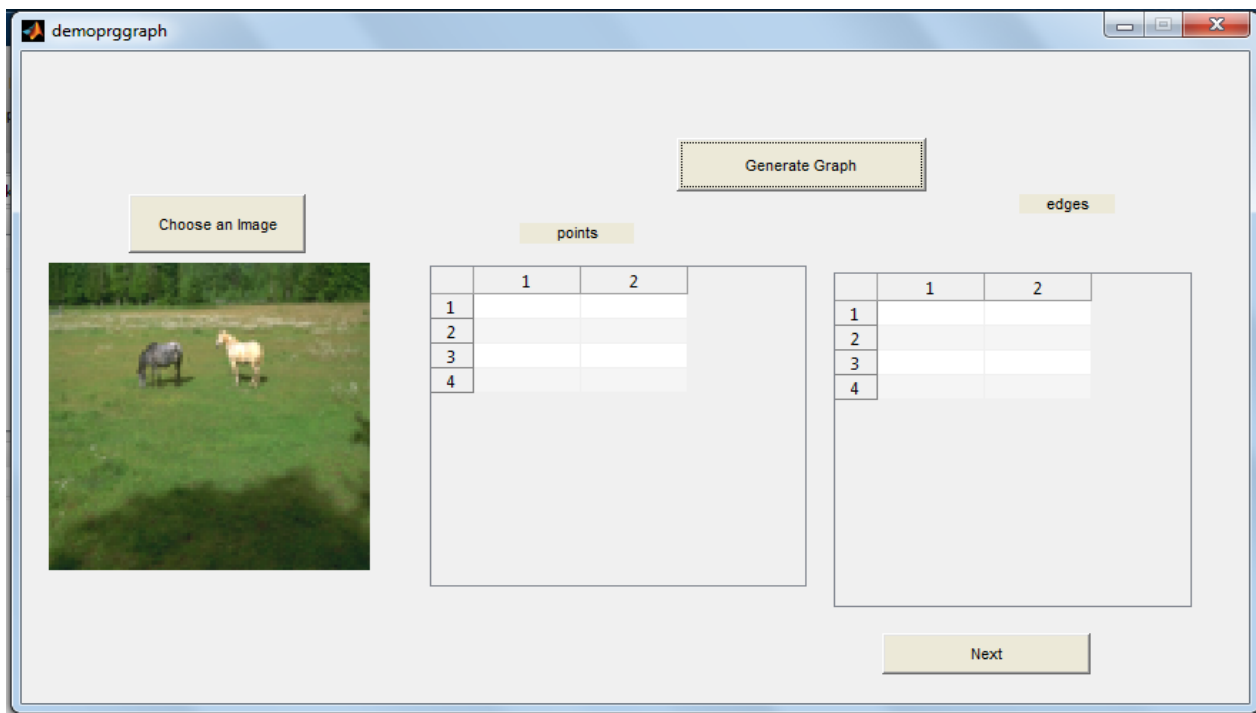 demoprggraph
Generate Graph
Choose an Image
edges
points
1 2
1
2
3
4
1 2
1
2
3
4
Next